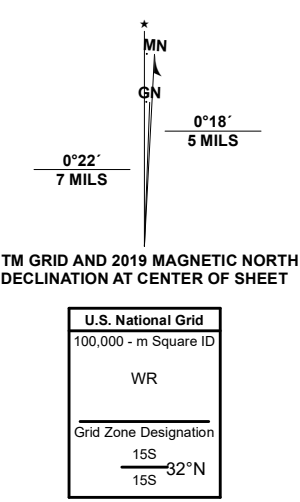 ★
MN
GN
0°18´
5 MILS
0°22´
7 MILS
TM GRID AND 2019 MAGNETIC NORTH
DECLINATION AT CENTER OF SHEET
U.S. National Grid
100,000 - m Square ID
WR
Grid Zone Designation
15S
32°N
15S